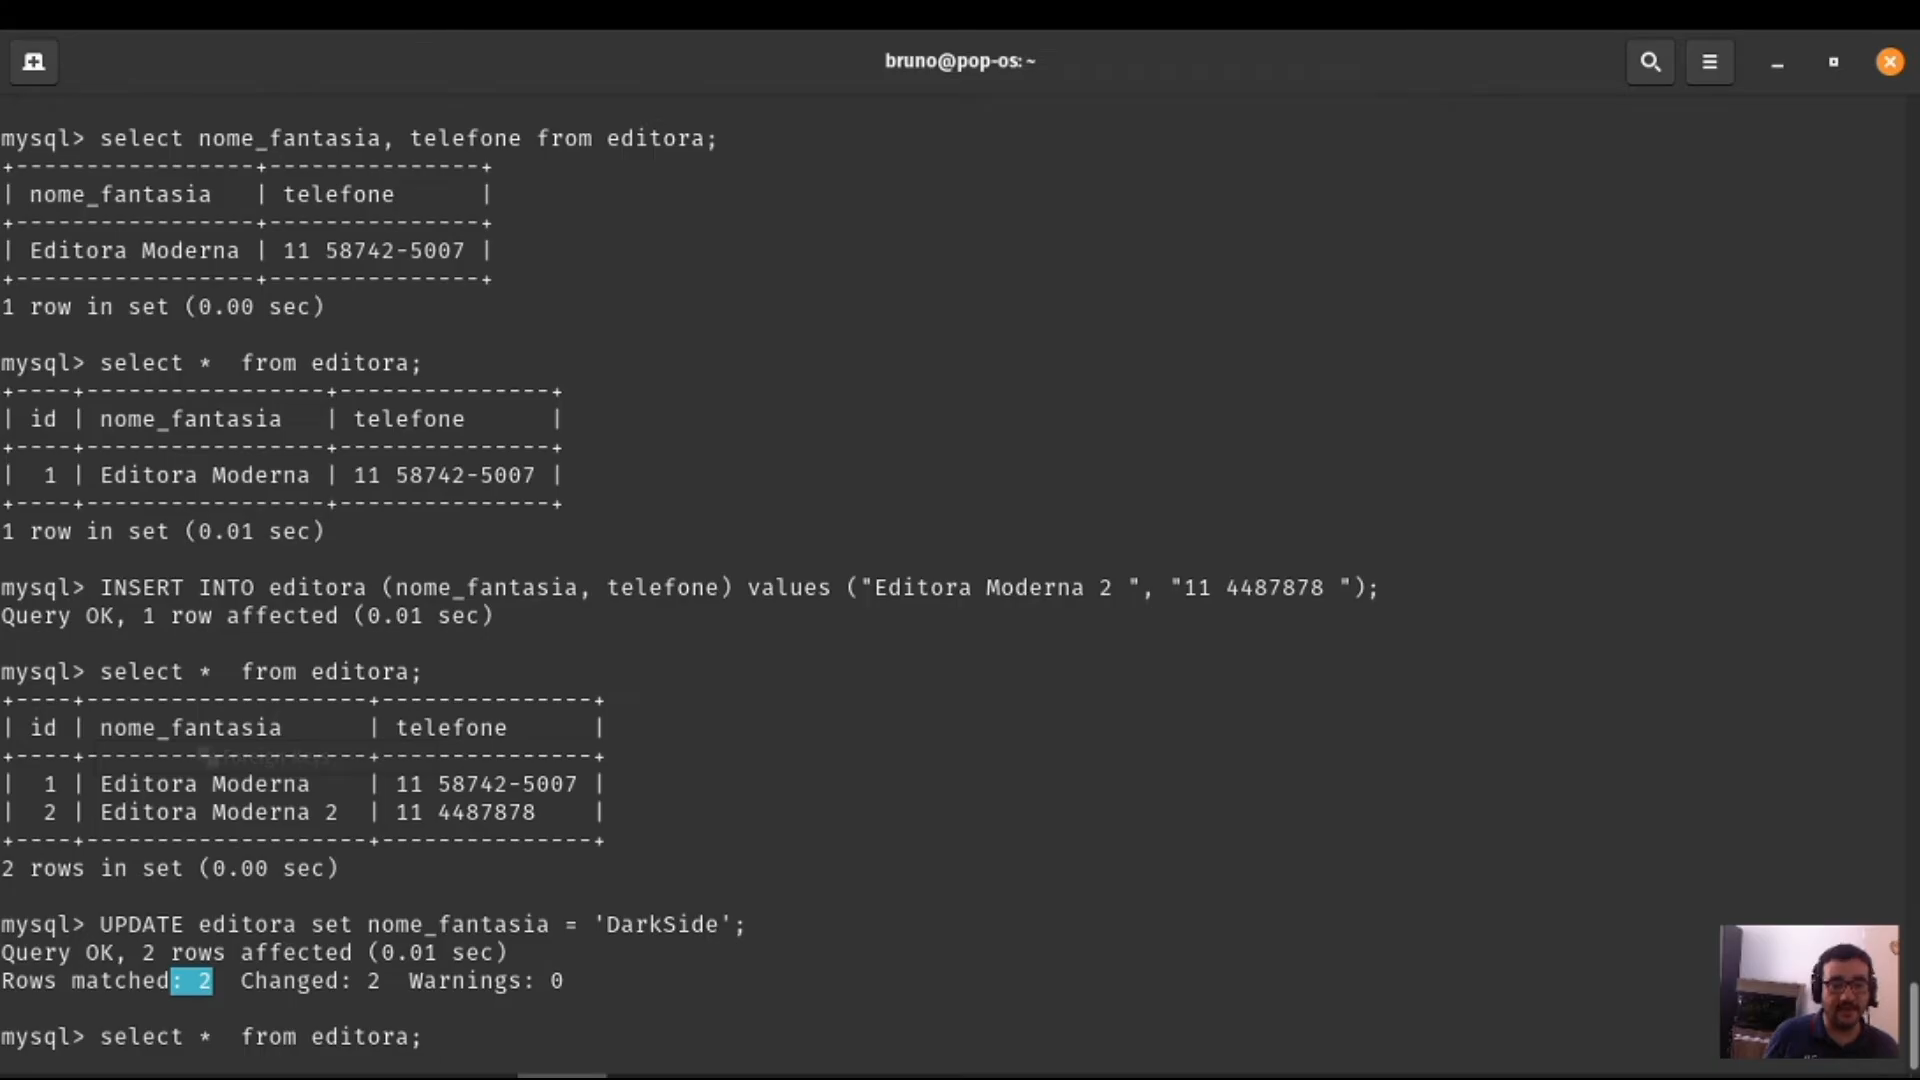 bruno@pop-os: ~
mysql> select nome_fantasia, telefone from editora;
+-----------------+---------------+
| nome_fantasia   | telefone      |
+-----------------+---------------+
| Editora Moderna | 11 58742-5007 |
+-----------------+---------------+
1 row in set (0.00 sec)
mysql> select *  from editora;
+----+-----------------+---------------+
| id | nome_fantasia   | telefone      |
+----+-----------------+---------------+
|  1 | Editora Moderna | 11 58742-5007 |
+----+-----------------+---------------+
1 row in set (0.01 sec)
mysql> INSERT INTO editora (nome_fantasia, telefone) values ("Editora Moderna 2 ", "11 4487878 ");
Query OK, 1 row affected (0.01 sec)
mysql> select *  from editora;
+----+--------------------+---------------+
| id | nome_fantasia      | telefone      |
+----+--------------------+---------------+
|  1 | Editora Moderna    | 11 58742-5007 |
|  2 | Editora Moderna 2  | 11 4487878    |
+----+--------------------+---------------+
2 rows in set (0.00 sec)
mysql> UPDATE editora set nome_fantasia = 'DarkSide';
Query OK, 2 rows affected (0.01 sec)
Rows matched: 2  Changed: 2  Warnings: 0
mysql> select *  from editora;